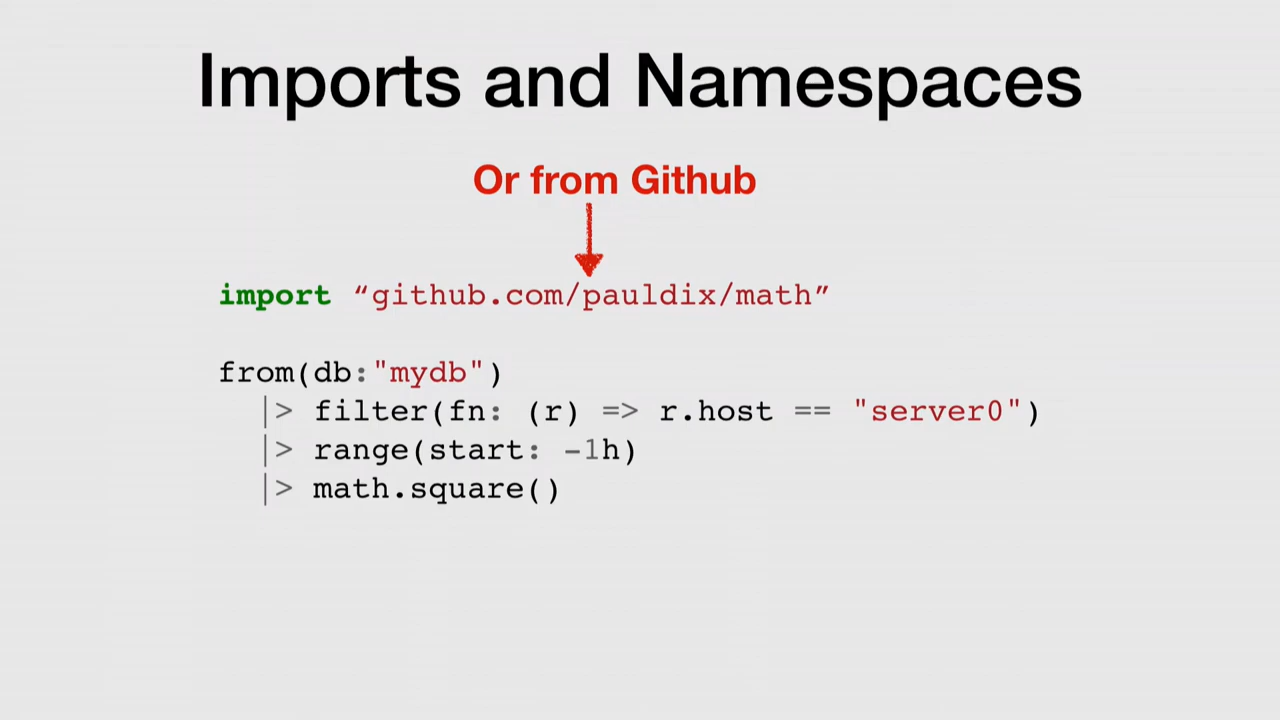 Imports and Namespaces
Or from Github
import “github.com/pauldix/math”
from(db:"mydb")
|> filter(fn: (r) => r.host == "server0")
|> range(start: -1h)
|> math.square()